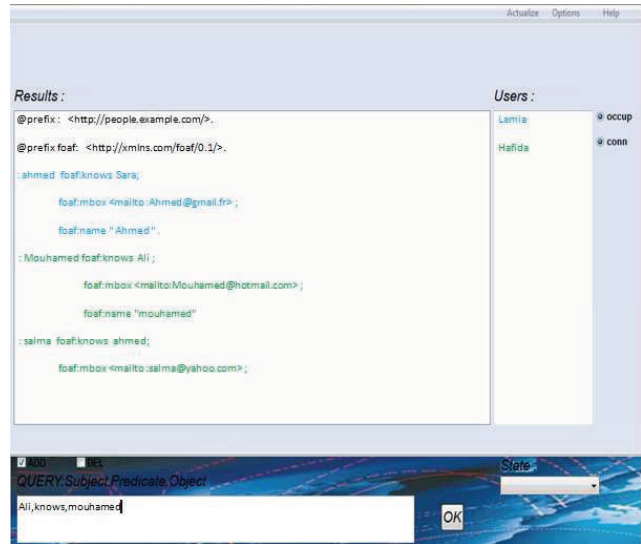 Actualize Options Help
Results :
Users :
@prefix : <http://people.example.com/>.
@prefix foaf: <http://xmlns.com/foaf/0.1/>.
: ahmed foaf:knows Sara;
foaf:mbox <mailto :Ahmed@gmail.fr> ;
foaf:name " Ahmed " .
: Mouhamed foaf:knows Ali ;
foaf:mbox <mailto:Mouhamed@hotmail.com> ;
foaf:name "mouhamed"
: salma foaf:knows ahmed;
foaf:mbox <mailto :salma@yahoo.com> ;
Lamia
Hafida
occup
conn
ADD DEL
QUERY:Subject,Predicate,Object
State :
Ali,knows,mouhamed
OK